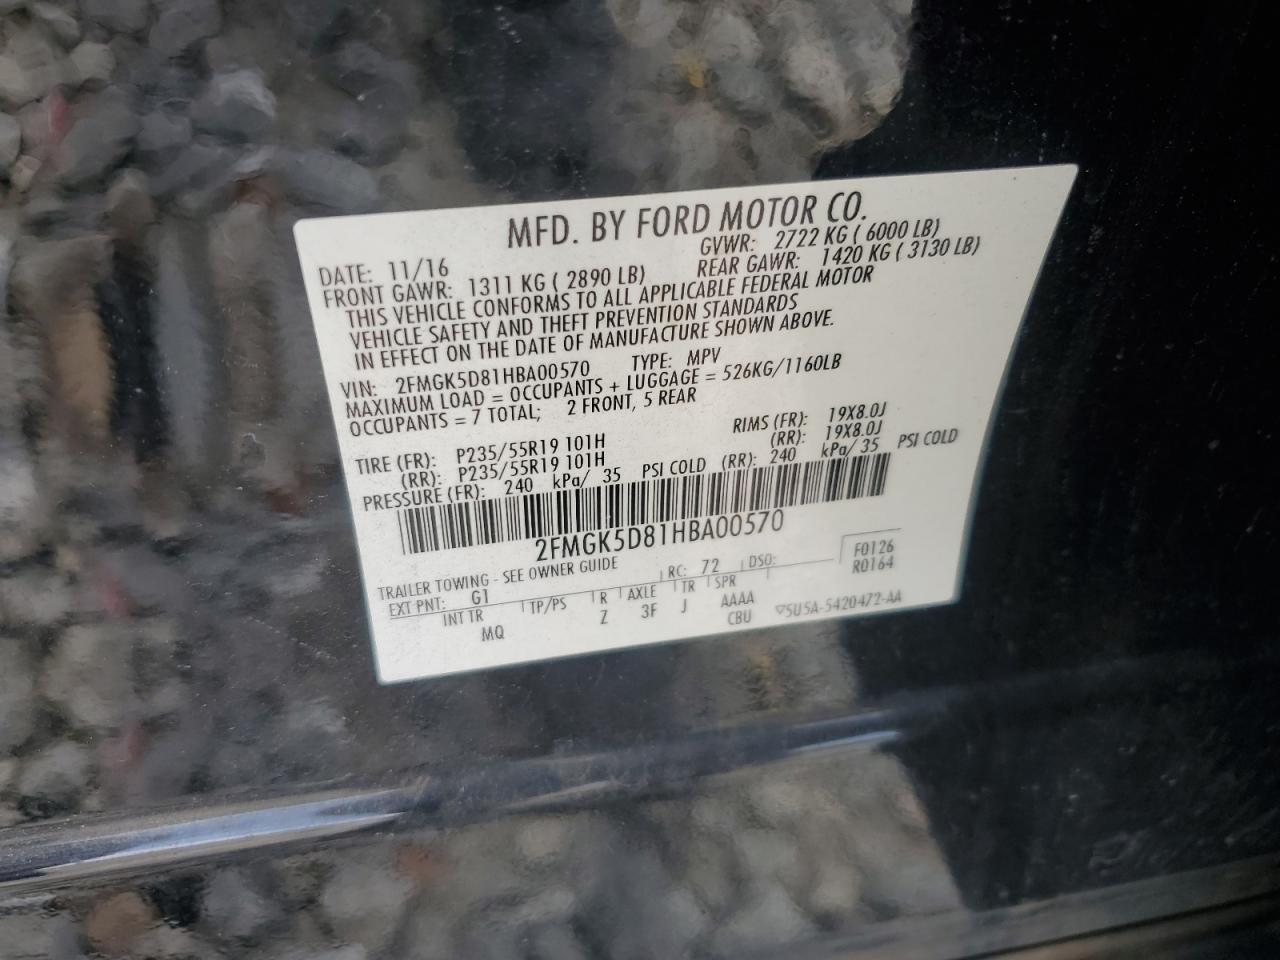 MFD. BY FORD MOTOR CO.
DATE: 11/16 GVWR: 2722 KG ( 6000 LB)
FRONT GAWR: 1311 KG ( 2890 LB) REAR GAWR: 1420 KG ( 3130 LB)
THIS VEHICLE CONFORMS TO ALL APPLICABLE FEDERAL MOTOR
VEHICLE SAFETY AND THEFT PREVENTION STANDARDS
IN EFFECT ON THE DATE OF MANUFACTURE SHOWN ABOVE.
VIN: 2FMGK5D81HBA00570 TYPE: MPV
MAXIMUM LOAD = OCCUPANTS + LUGGAGE = 526KG/1160LB
OCCUPANTS = 7 TOTAL; 2 FRONT, 5 REAR
TIRE (FR): P235/55R19 101H RIMS (FR): 19X8.0J
(RR): P235/55R19 101H (RR): 19X8.0J
PRESSURE (FR): 240 kPa/ 35 PSI COLD (RR): 240 kPa/ 35 PSI COLD
2FMGK5D81HBA00570
TRAILER TOWING - SEE OWNER GUIDE F0126
EXT PNT: G1 RC: 72 DSO: R0164
INT TR TP/PS R AXLE TR SPR
MQ Z 3F J AAAA
CBU 5U5A-5420472-AA